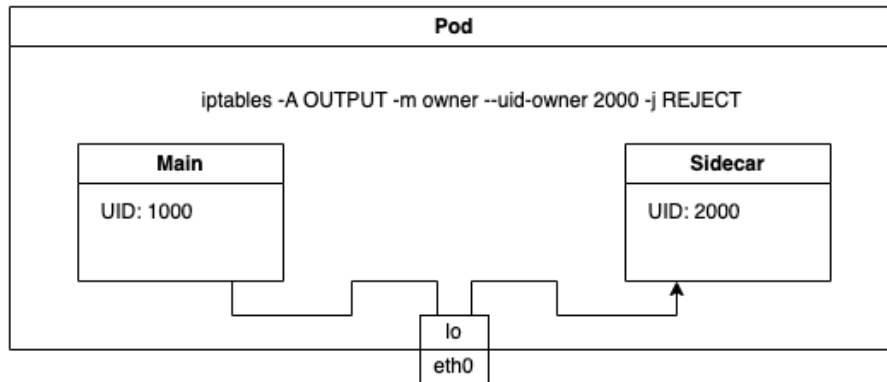 Pod
iptables -A OUTPUT -m owner --uid-owner 2000 -j REJECT
Main
Sidecar
UID: 1000
UID: 2000
lo
eth0